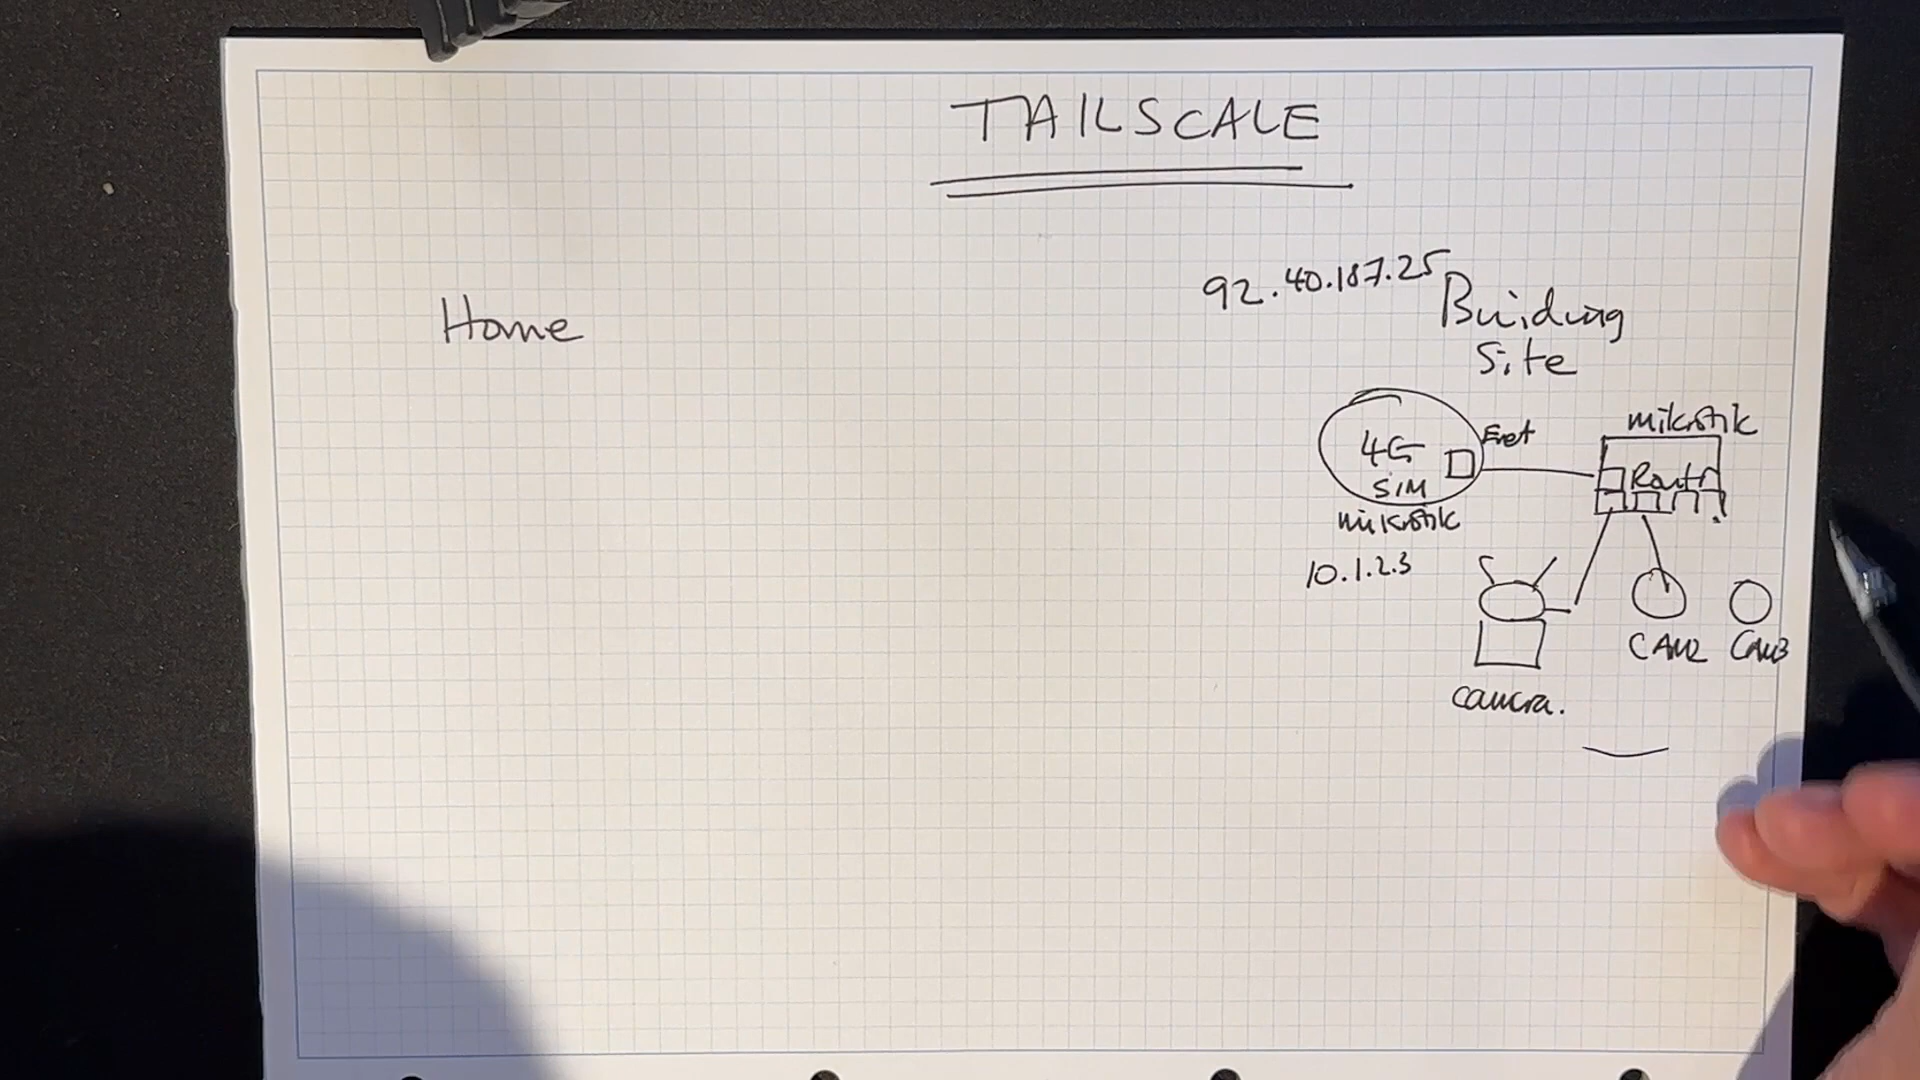 TAILSCALE
92.40.187.25
Building
Site
Home
4G
SIM
Enet
mikrotik
Router
mikrotik
10.1.2.3
CAM2
CAM3
camera.